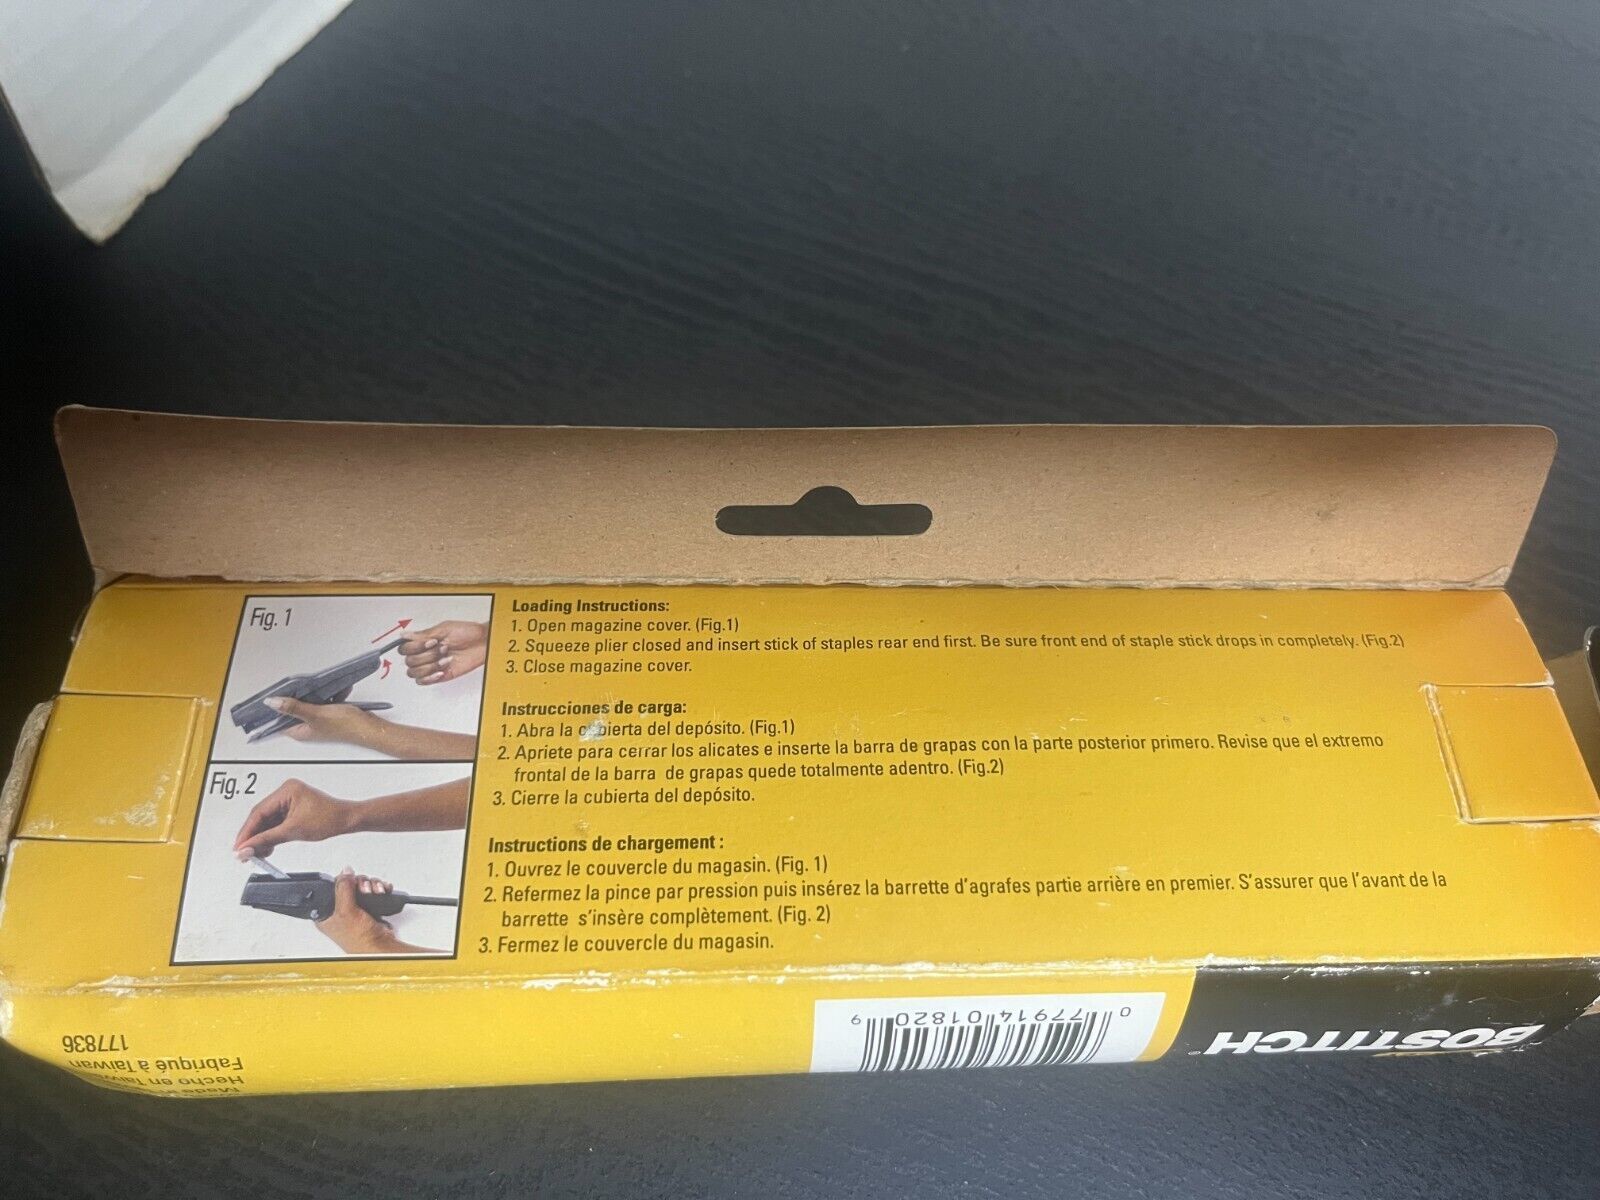 Fig. 1
Fig. 2
Loading Instructions:
1. Open magazine cover. (Fig.1)
2. Squeeze plier closed and insert stick of staples rear end first. Be sure front end of staple stick drops in completely. (Fig.2)
3. Close magazine cover.
Instrucciones de carga:
1. Abra la cubierta del depósito. (Fig.1)
2. Apriete para cerrar los alicates e inserte la barra de grapas con la parte posterior primero. Revise que el extremo
frontal de la barra de grapas quede totalmente adentro. (Fig.2)
3. Cierre la cubierta del depósito.
Instructions de chargement :
1. Ouvrez le couvercle du magasin. (Fig. 1)
2. Refermez la pince par pression puis insérez la barrette d'agrafes partie arrière en premier. S'assurer que l'avant de la
barrette s'insère complètement. (Fig. 2)
3. Fermez le couvercle du magasin.
BOSTITCH®
0 77914 01820 9
Hecho en Taiwan
Fabriqué à Taiwan
177836